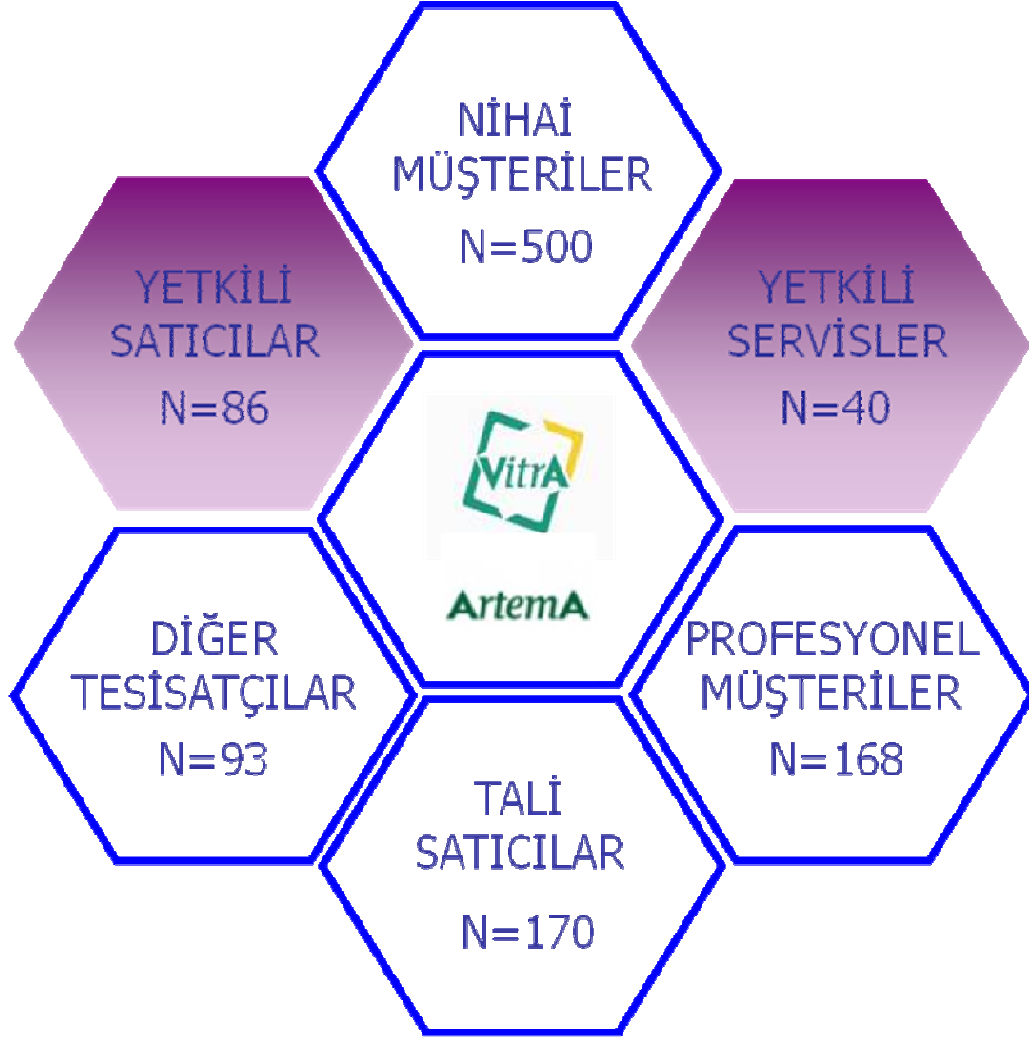 NİHAİ
MÜŞTERİLER
N=500
YETKİLİ
SATICILAR
N=86
YETKİLİ
SERVİSLER
N=40
VitrA
ArtemA
DİĞER
TESİSATÇILAR
N=93
PROFESYONEL
MÜŞTERİLER
N=168
TALİ
SATICILAR
N=170